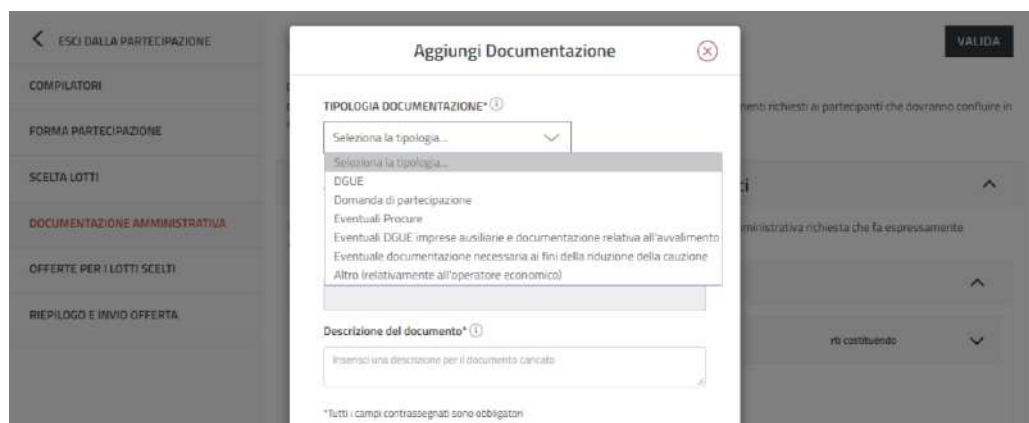 ESCI DALLA PARTECIPAZIONE
COMPILATORI
FORMA PARTECIPAZIONE
SCELTA LOTTI
DOCUMENTAZIONE AMMINISTRATIVA
OFFERTE PER I LOTTI SCELTI
RIEPILOGO E INVIO OFFERTA
VALIDA
Aggiungi Documentazione
TIPOLOGIA DOCUMENTAZIONE*
Seleziona la tipologia...
Seleziona la tipologia...
DGUE
Domanda di partecipazione
Eventuali Procure
Eventuali DGUE imprese ausiliarie e documentazione relativa all'avvalimento
Eventuale documentazione necessaria ai fini della riduzione della cauzione
Altro (relativamente all'operatore economico)
Descrizione del documento*
Inserisci una descrizione per il documento caricato
*Tutti i campi contrassegnati sono obbligatori
richiesti ai partecipanti che dovranno confluire in
richiesta che fa espressamente
rti costituendo